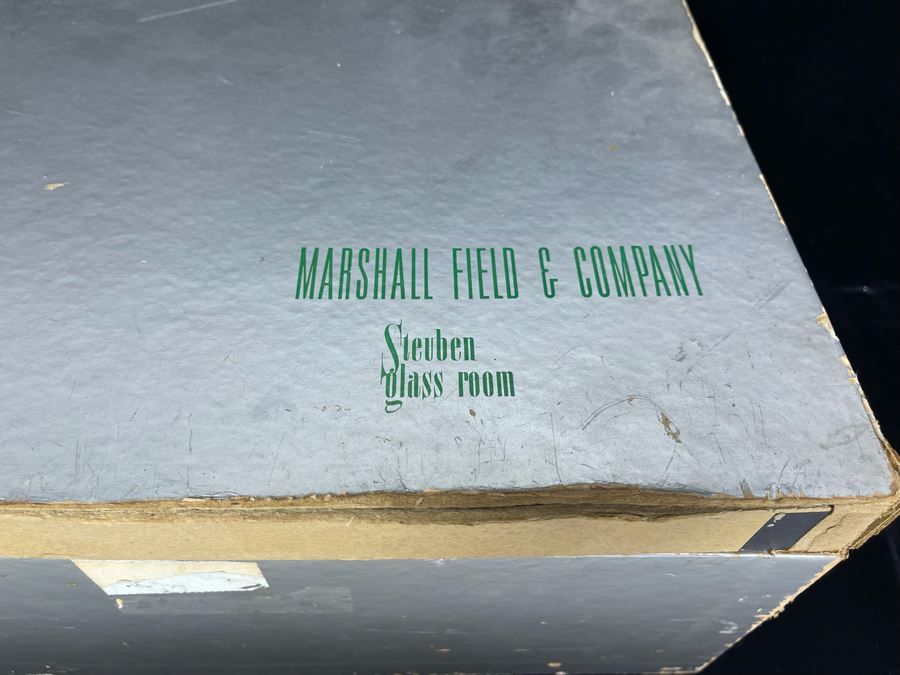 MARSHALL FIELD & COMPANY
Steuben
glass room